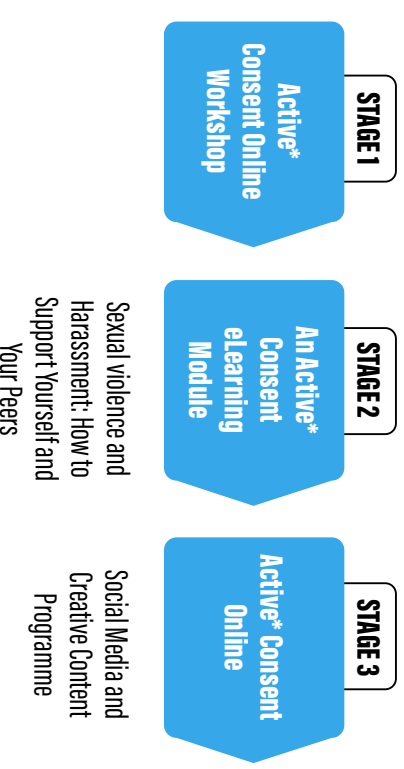 STAGE 1
Active*
Consent Online
Workshop
STAGE 2
An Active*
Consent
eLearning
Module
Sexual violence and
Harassment: How to
Support Yourself and
Your Peers
STAGE 3
Active* Consent
Online
Social Media and
Creative Content
Programme